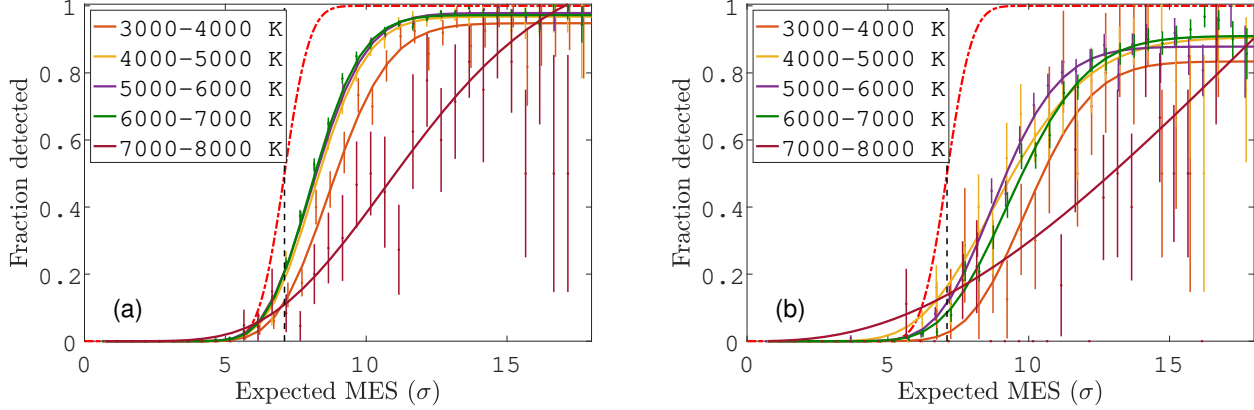 1
0.8
0.6
0.4
0.2
0
0 5 10 15
Fraction detected
Expected MES (σ)
3000-4000 K
4000-5000 K
5000-6000 K
6000-7000 K
7000-8000 K
(a)
1
0.8
0.6
0.4
0.2
0
0 5 10 15
Fraction detected
Expected MES (σ)
3000-4000 K
4000-5000 K
5000-6000 K
6000-7000 K
7000-8000 K
(b)